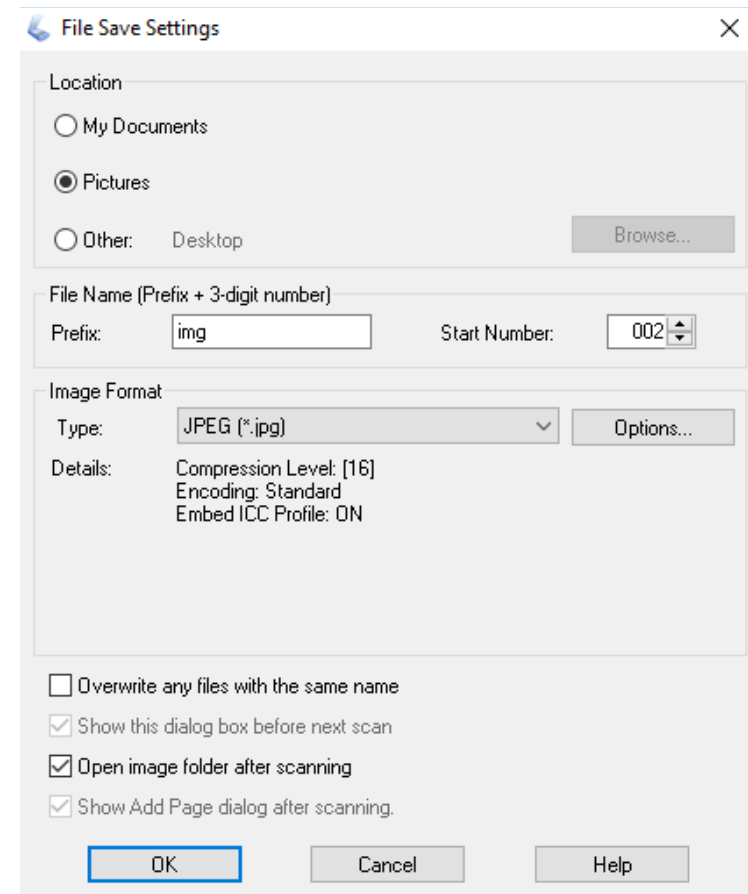 File Save Settings
Location
My Documents
Pictures
Other: Desktop Browse...
File Name (Prefix + 3-digit number)
Prefix: img Start Number: 002
Image Format
Type: JPEG (*.jpg) Options...
Details: Compression Level: [16]
Encoding: Standard
Embed ICC Profile: ON
Overwrite any files with the same name
Show this dialog box before next scan
Open image folder after scanning
Show Add Page dialog after scanning.
OK Cancel Help